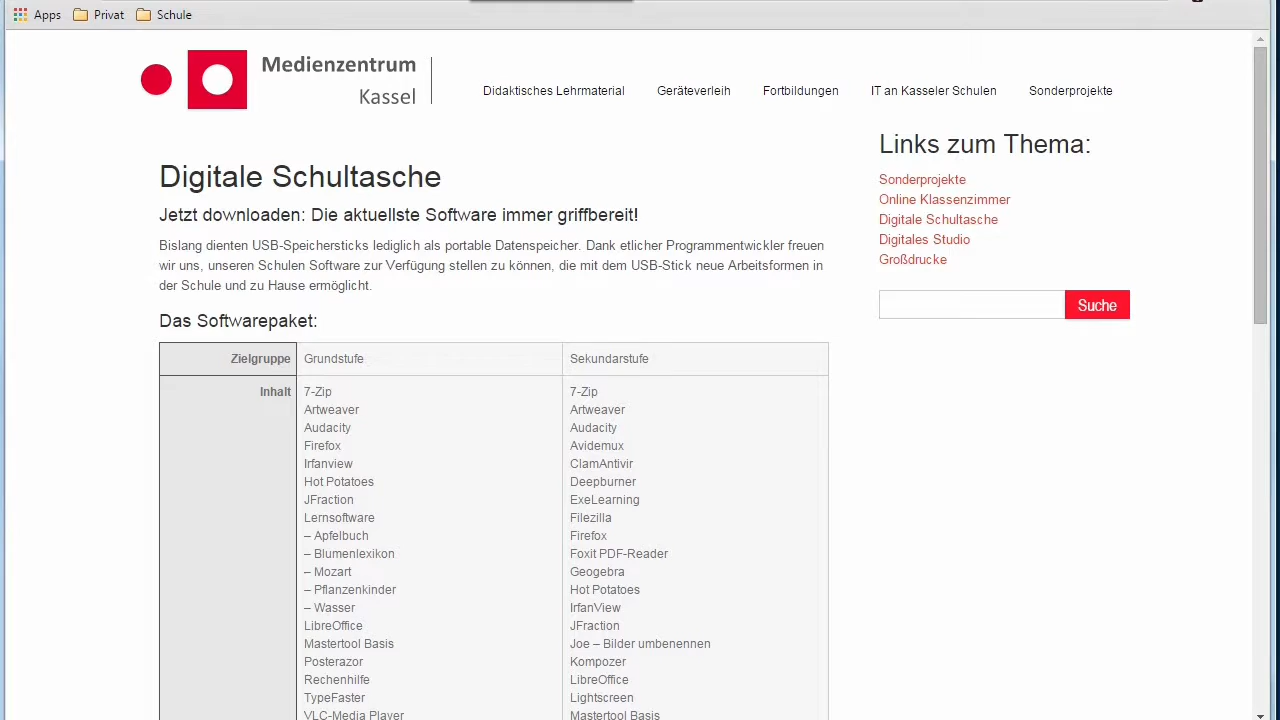 Apps Privat Schule
Medienzentrum
Kassel
Didaktisches Lehrmaterial Geräteverleih Fortbildungen IT an Kasseler Schulen Sonderprojekte
Digitale Schultasche
Jetzt downloaden: Die aktuellste Software immer griffbereit!
Bislang dienten USB-Speichersticks lediglich als portable Datenspeicher. Dank etlicher Programmentwickler freuen
wir uns, unseren Schulen Software zur Verfügung stellen zu können, die mit dem USB-Stick neue Arbeitsformen in
der Schule und zu Hause ermöglicht.
Das Softwarepaket:
Zielgruppe Grundstufe Sekundarstufe
Inhalt 7-Zip 7-Zip
Artweaver Artweaver
Audacity Audacity
Firefox Avidemux
Irfanview ClamAntivir
Hot Potatoes Deepburner
JFraction ExeLearning
Lernsoftware Filezilla
– Apfelbuch Firefox
– Blumenlexikon Foxit PDF-Reader
– Mozart Geogebra
– Pflanzenkinder Hot Potatoes
– Wasser IrfanView
LibreOffice JFraction
Mastertool Basis Joe – Bilder umbenennen
Posterazor Kompozer
Rechenhilfe LibreOffice
TypeFaster Lightscreen
VLC-Media Player Mastertool Basis
Links zum Thema:
Sonderprojekte
Online Klassenzimmer
Digitale Schultasche
Digitales Studio
Großdrucke
Suche